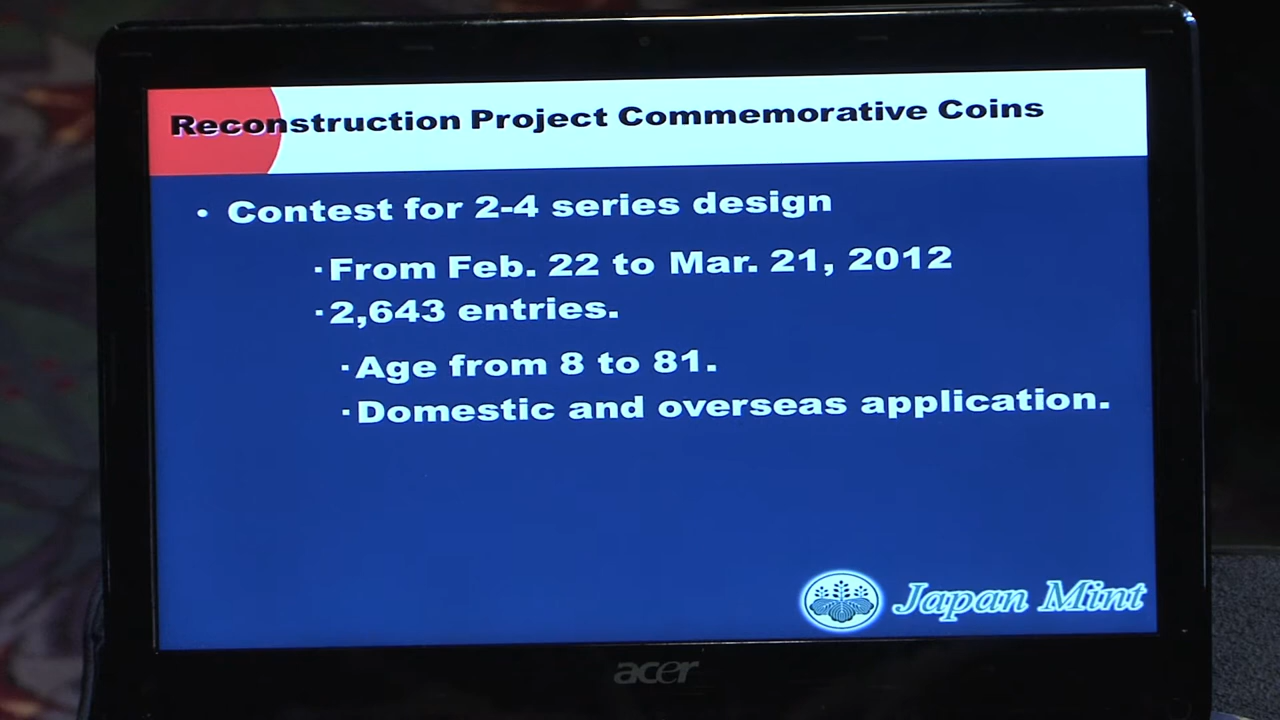 Reconstruction Project Commemorative Coins
• Contest for 2-4 series design
·From Feb. 22 to Mar. 21, 2012
·2,643 entries.
·Age from 8 to 81.
·Domestic and overseas application.
Japan Mint
acer